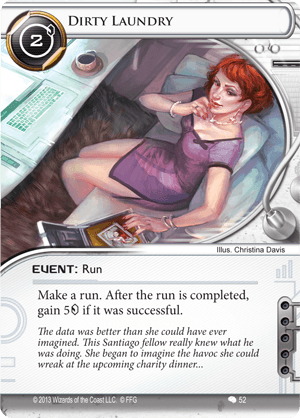 2
DIRTY LAUNDRY
Illus. Christina Davis
EVENT: Run
Make a run. After the run is completed,
gain 5 if it was successful.
The data was better than she could have ever
imagined. This Santiago fellow really knew what he
was doing. She began to imagine the havoc she could
wreak at the upcoming charity dinner...
© 2013 Wizards of the Coast LLC. © FFG
52